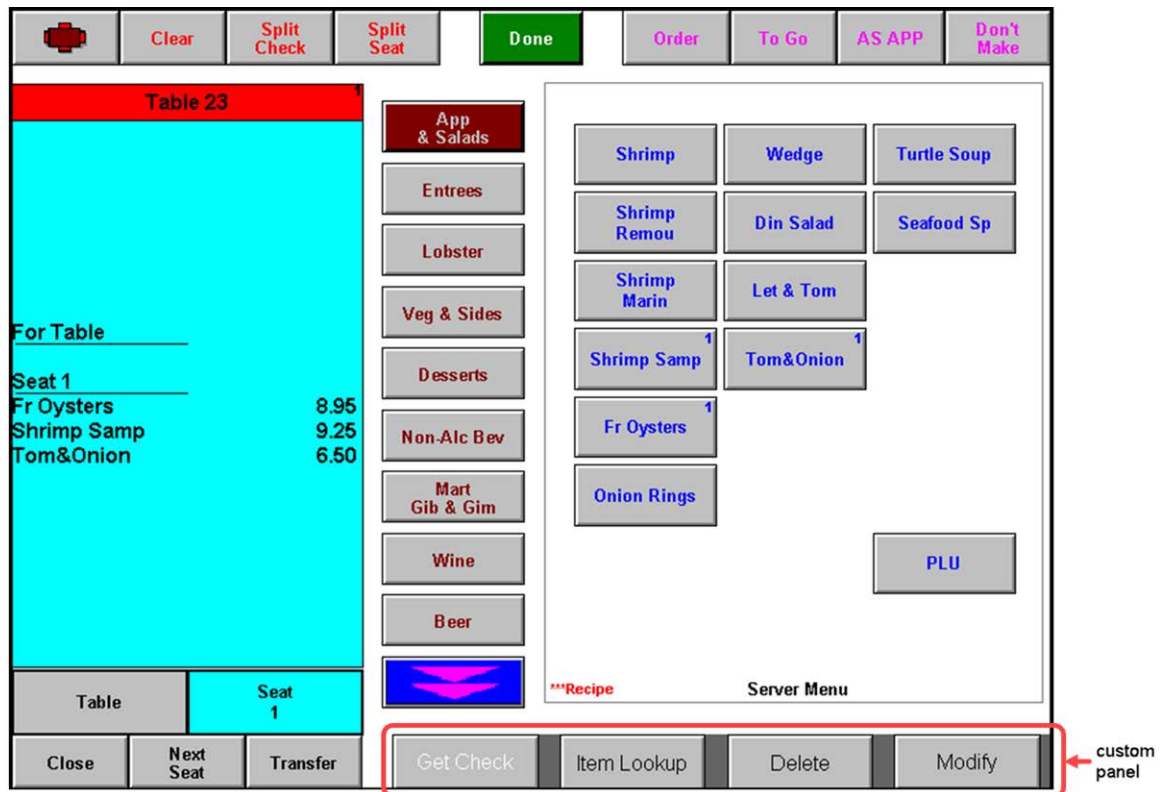 Clear
Split
Check
Split
Seat
Done
Order
To Go
AS APP
Don't
Make
Table 23
1
For Table
Seat 1
Fr Oysters 8.95
Shrimp Samp 9.25
Tom&Onion 6.50
Table
Seat
1
Close
Next
Seat
Transfer
App
& Salads
Entrees
Lobster
Veg & Sides
Desserts
Non-Alc Bev
Mart
Gib & Gim
Wine
Beer
Shrimp
Wedge
Turtle Soup
Shrimp
Remou
Din Salad
Seafood Sp
Shrimp
Marin
Let & Tom
1
Shrimp Samp
1
Tom&Onion
1
Fr Oysters
Onion Rings
PLU
***Recipe
Server Menu
Get Check
Item Lookup
Delete
Modify
custom
panel